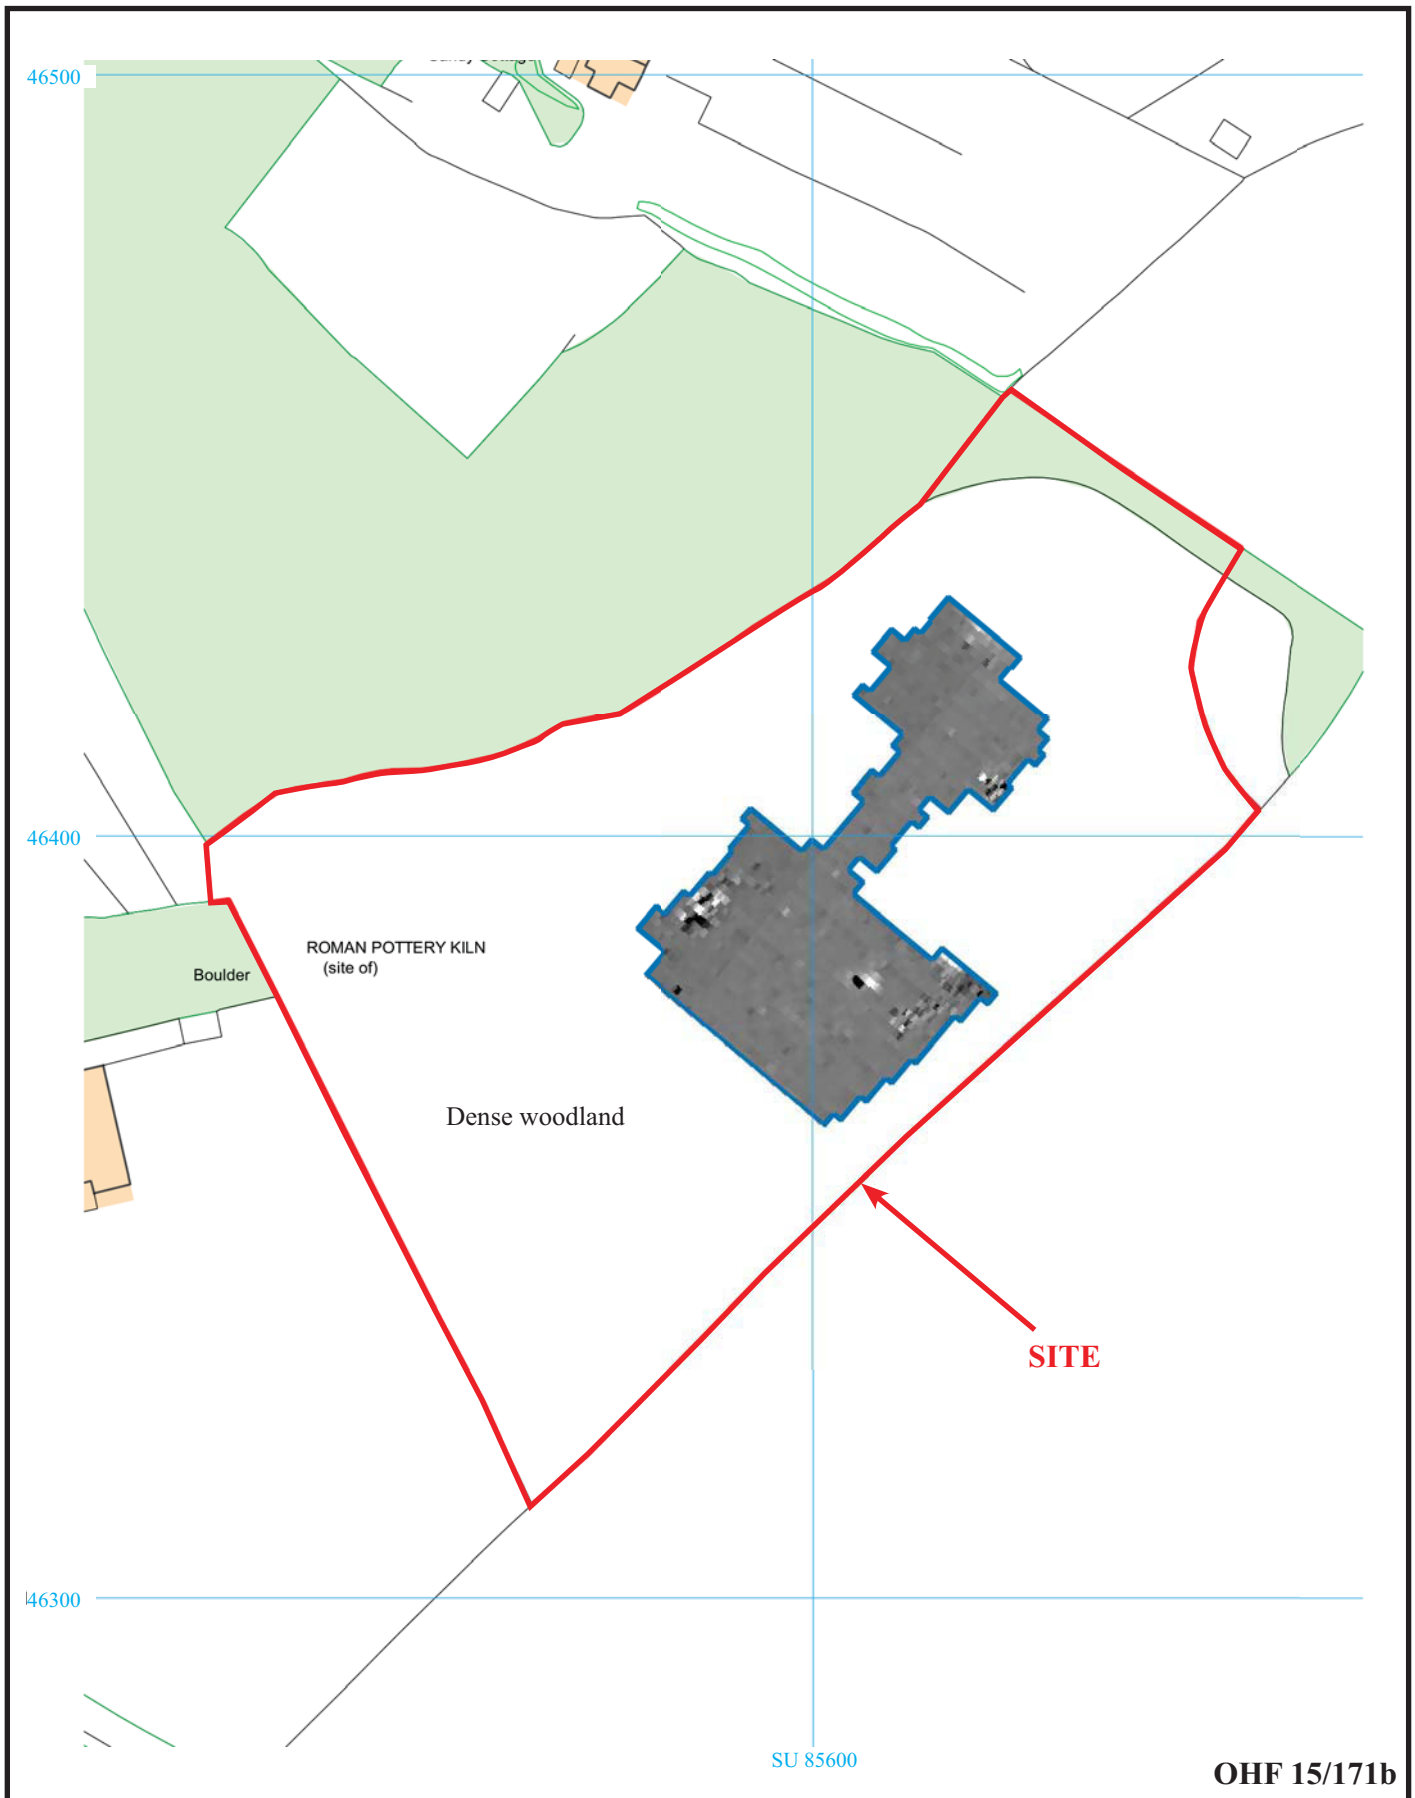 46500
46400
ROMAN POTTERY KILN
(site of)
Boulder
Dense woodland
SITE
46300
SU 85600
OHF 15/171b